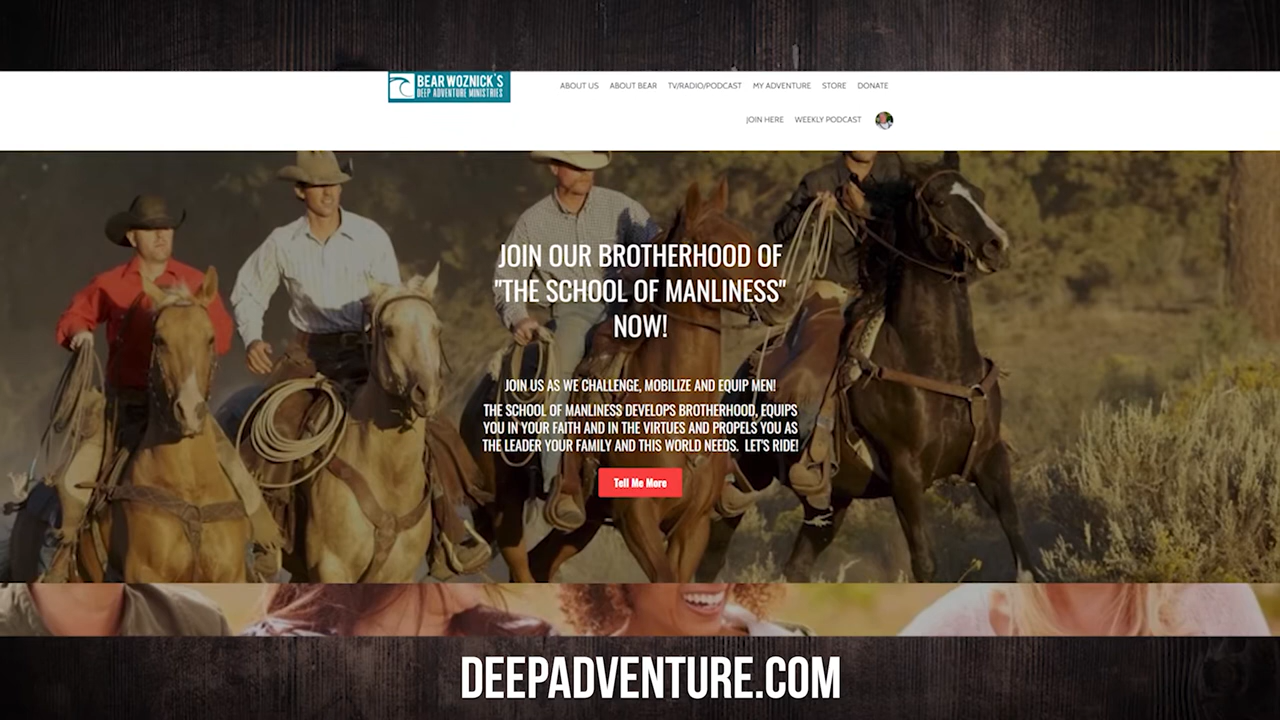 BEAR WOZNICK'S
DEEP ADVENTURE MINISTRIES
ABOUT US ABOUT BEAR TV/RADIO/PODCAST MY ADVENTURE STORE DONATE
JOIN HERE WEEKLY PODCAST
JOIN OUR BROTHERHOOD OF
"THE SCHOOL OF MANLINESS"
NOW!
JOIN US AS WE CHALLENGE, MOBILIZE AND EQUIP MEN!
THE SCHOOL OF MANLINESS DEVELOPS BROTHERHOOD, EQUIPS
YOU IN YOUR FAITH AND IN THE VIRTUES AND PROPELS YOU AS
THE LEADER YOUR FAMILY AND THIS WORLD NEEDS. LET'S RIDE!
Tell Me More
DEEPADVENTURE.COM